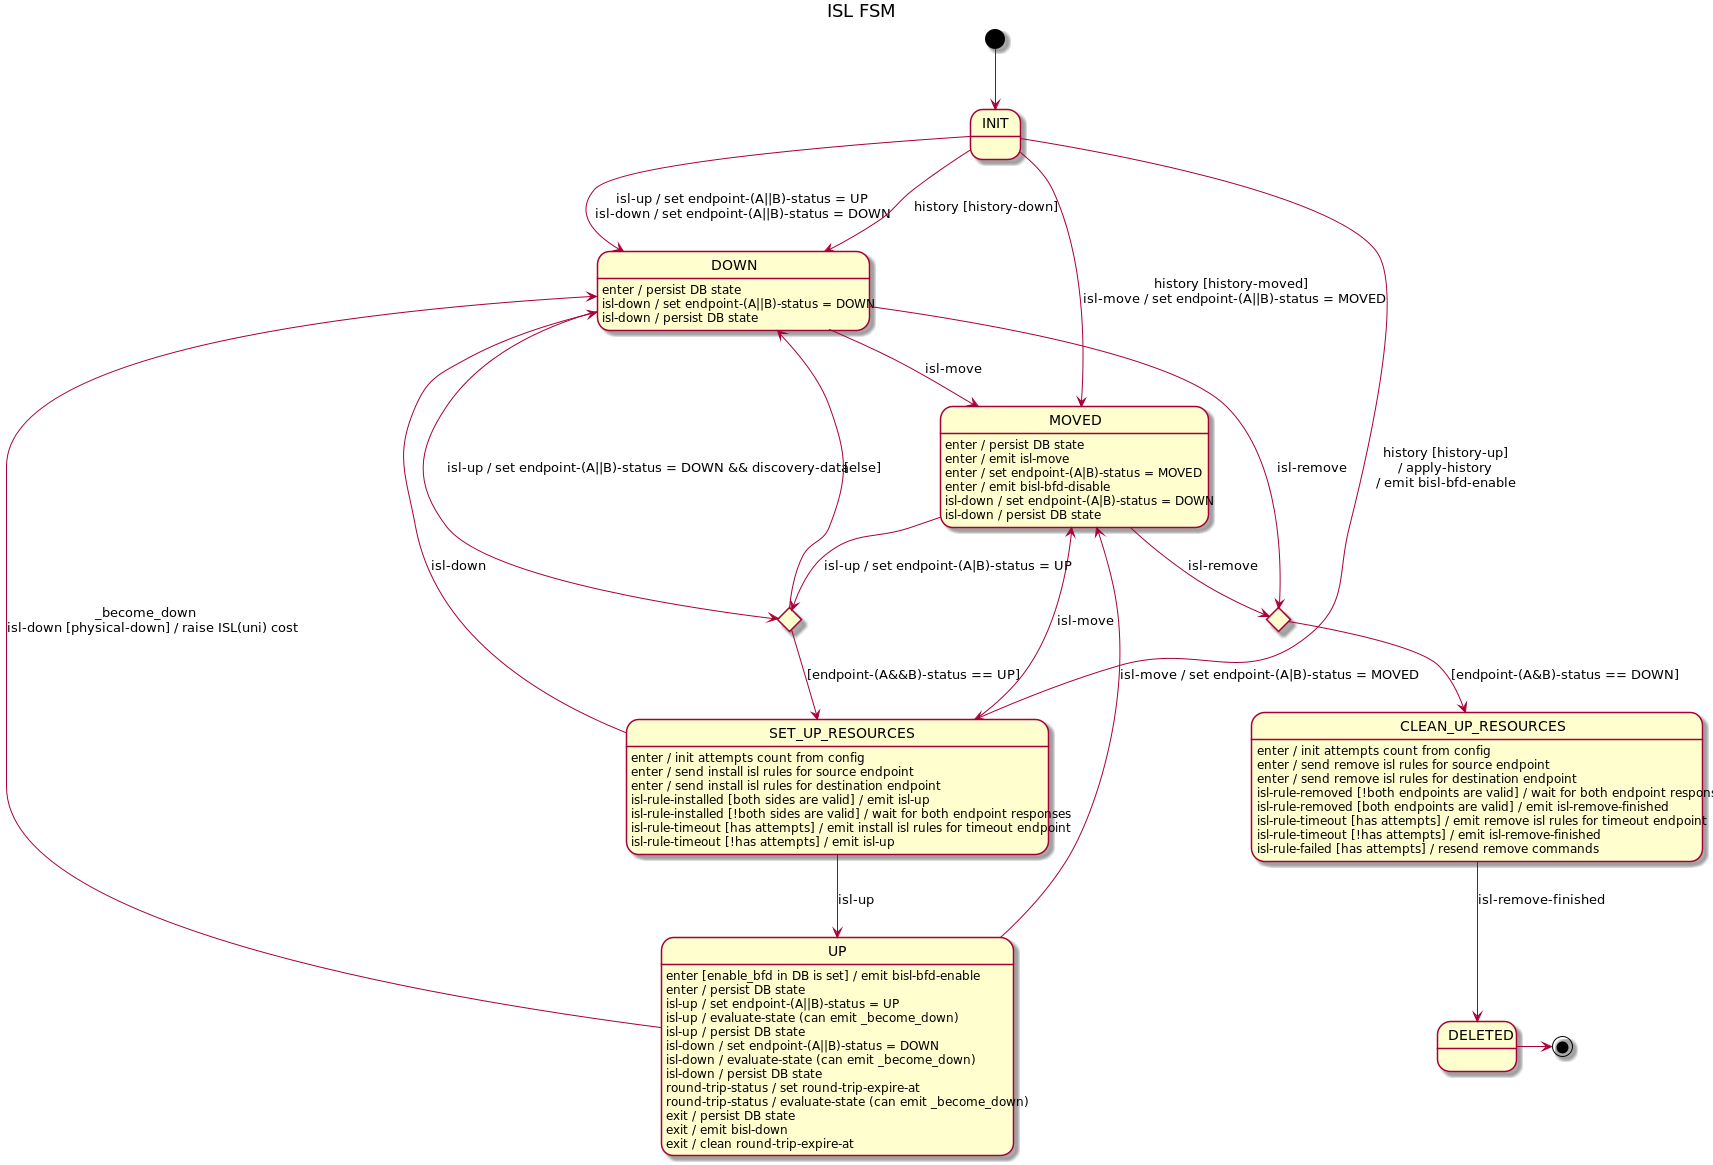 ISL FSM
INIT
isl-up / set endpoint-(A||B)-status = UP
isl-down / set endpoint-(A||B)-status = DOWN
history [history-down]
history [history-moved]
isl-move / set endpoint-(A||B)-status = MOVED
DOWN
enter / persist DB state
isl-down / set endpoint-(A||B)-status = DOWN
isl-down / persist DB state
isl-move
MOVED
enter / persist DB state
enter / emit isl-move
enter / set endpoint-(A|B)-status = MOVED
enter / emit bisl-bfd-disable
isl-down / set endpoint-(A|B)-status = DOWN
isl-down / persist DB state
isl-up / set endpoint-(A||B)-status = DOWN && discovery-data
[else]
isl-remove
history [history-up]
/ apply-history
/ emit bisl-bfd-enable
isl-down
isl-up / set endpoint-(A|B)-status = UP
isl-remove
_become_down
isl-down [physical-down] / raise ISL(uni) cost
isl-move
[endpoint-(A&&B)-status == UP]
isl-move / set endpoint-(A|B)-status = MOVED
[endpoint-(A&B)-status == DOWN]
SET_UP_RESOURCES
enter / init attempts count from config
enter / send install isl rules for source endpoint
enter / send install isl rules for destination endpoint
isl-rule-installed [both sides are valid] / emit isl-up
isl-rule-installed [!both sides are valid] / wait for both endpoint responses
isl-rule-timeout [has attempts] / emit install isl rules for timeout endpoint
isl-rule-timeout [!has attempts] / emit isl-up
CLEAN_UP_RESOURCES
enter / init attempts count from config
enter / send remove isl rules for source endpoint
enter / send remove isl rules for destination endpoint
isl-rule-removed [!both endpoints are valid] / wait for both endpoint respons
isl-rule-removed [both endpoints are valid] / emit isl-remove-finished
isl-rule-timeout [has attempts] / emit remove isl rules for timeout endpoint
isl-rule-timeout [!has attempts] / emit isl-remove-finished
isl-rule-failed [has attempts] / resend remove commands
isl-up
isl-remove-finished
UP
enter [enable_bfd in DB is set] / emit bisl-bfd-enable
enter / persist DB state
isl-up / set endpoint-(A||B)-status = UP
isl-up / evaluate-state (can emit _become_down)
isl-up / persist DB state
isl-down / set endpoint-(A||B)-status = DOWN
isl-down / evaluate-state (can emit _become_down)
isl-down / persist DB state
round-trip-status / set round-trip-expire-at
round-trip-status / evaluate-state (can emit _become_down)
exit / persist DB state
exit / emit bisl-down
exit / clean round-trip-expire-at
DELETED